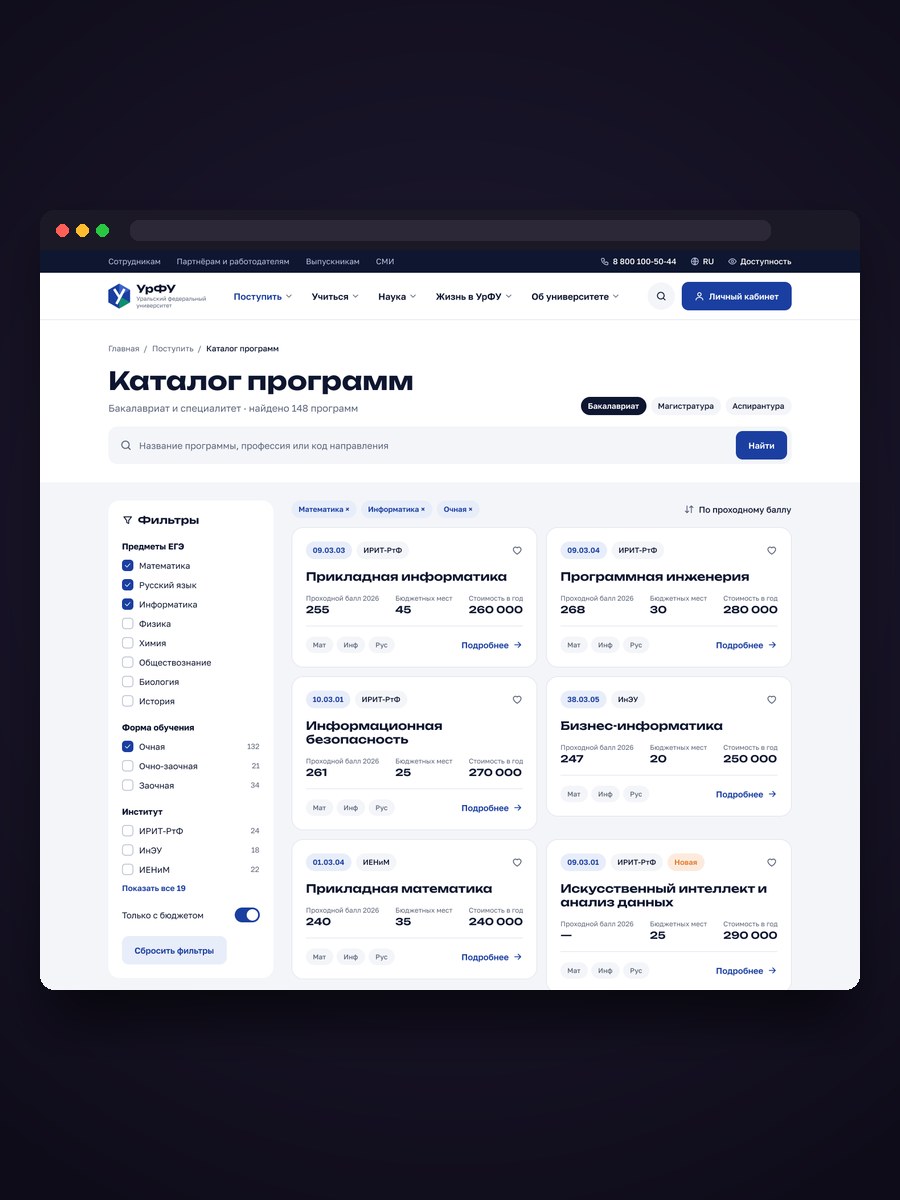 Сотрудникам Партнёрам и работодателям Выпускникам СМИ 8 800 100-50-44 RU Доступность
УрФУ
Уральский федеральный
университет
Поступить Учиться Наука Жизнь в УрФУ Об университете Личный кабинет
Главная / Поступить / Каталог программ
Каталог программ
Бакалавриат и специалитет · найдено 148 программ
Бакалавриат Магистратура Аспирантура
Название программы, профессия или код направления Найти
Фильтры
Предметы ЕГЭ
Математика
Русский язык
Информатика
Физика
Химия
Обществознание
Биология
История
Форма обучения
Очная 132
Очно-заочная 21
Заочная 34
Институт
ИРИТ-РтФ 24
ИнЭУ 18
ИЕНиМ 22
Показать все 19
Только с бюджетом
Сбросить фильтры
Математика × Информатика × Очная × По проходному баллу
09.03.03 ИРИТ-РтФ
Прикладная информатика
Проходной балл 2026 Бюджетных мест Стоимость в год
255 45 260 000
Мат Инф Рус Подробнее →
09.03.04 ИРИТ-РтФ
Программная инженерия
Проходной балл 2026 Бюджетных мест Стоимость в год
268 30 280 000
Мат Инф Рус Подробнее →
10.03.01 ИРИТ-РтФ
Информационная
безопасность
Проходной балл 2026 Бюджетных мест Стоимость в год
261 25 270 000
Мат Инф Рус Подробнее →
38.03.05 ИнЭУ
Бизнес-информатика
Проходной балл 2026 Бюджетных мест Стоимость в год
247 20 250 000
Мат Инф Рус Подробнее →
01.03.04 ИЕНиМ
Прикладная математика
Проходной балл 2026 Бюджетных мест Стоимость в год
240 35 240 000
Мат Инф Рус Подробнее →
09.03.01 ИРИТ-РтФ Новая
Искусственный интеллект и
анализ данных
Проходной балл 2026 Бюджетных мест Стоимость в год
— 25 290 000
Мат Инф Рус Подробнее →